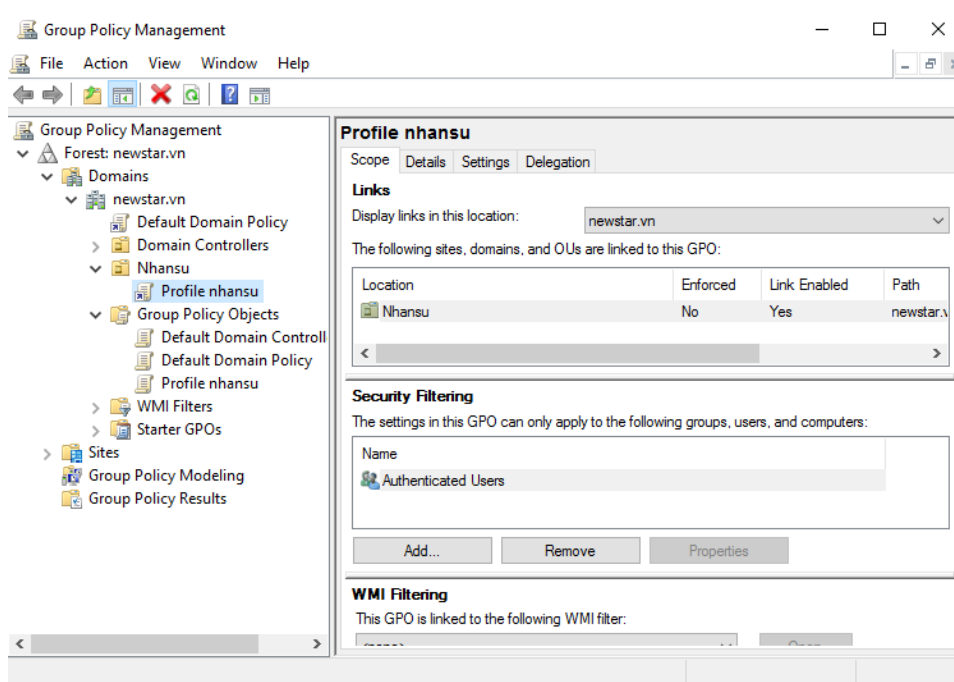 Group Policy Management
File Action View Window Help
Group Policy Management
Forest: newstar.vn
Domains
newstar.vn
Default Domain Policy
Domain Controllers
Nhansu
Profile nhansu
Group Policy Objects
Default Domain Controll
Default Domain Policy
Profile nhansu
WMI Filters
Starter GPOs
Sites
Group Policy Modeling
Group Policy Results
Profile nhansu
Scope Details Settings Delegation
Links
Display links in this location: newstar.vn
The following sites, domains, and OUs are linked to this GPO:
Location Enforced Link Enabled Path
Nhansu No Yes newstar.v
Security Filtering
The settings in this GPO can only apply to the following groups, users, and computers:
Name
Authenticated Users
Add... Remove Properties
WMI Filtering
This GPO is linked to the following WMI filter: